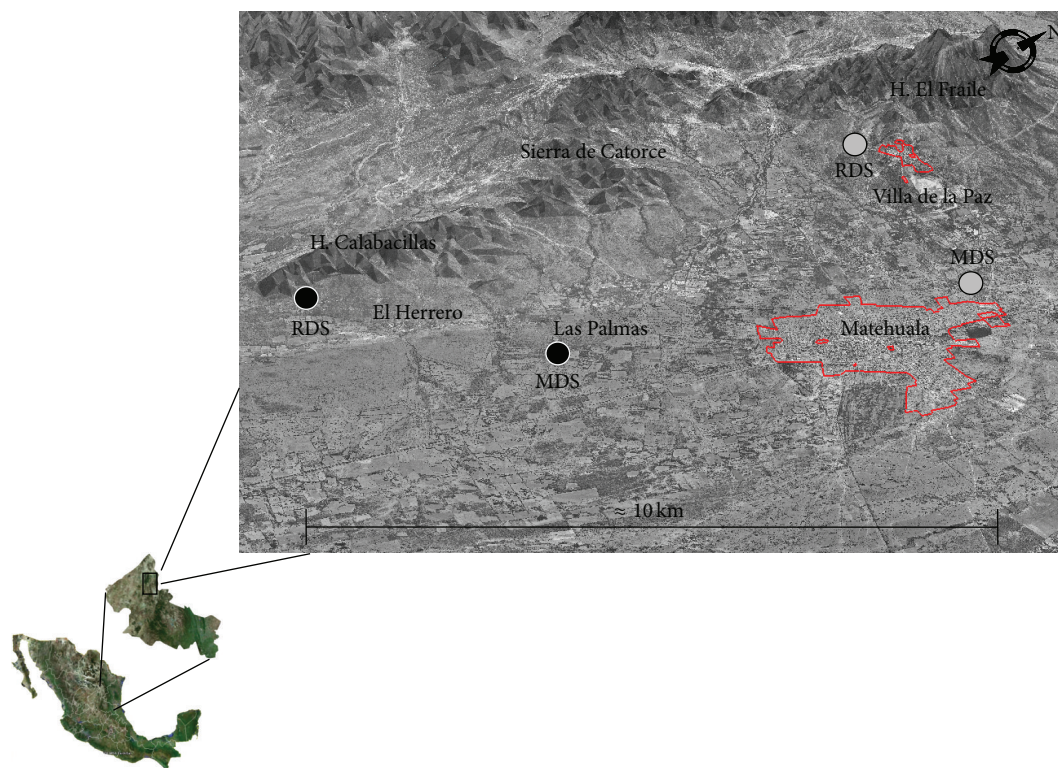 N
H. El Fraile
Sierra de Catorce
RDS
Villa de la Paz
H. Calabacillas
MDS
RDS
El Herrero
Las Palmas
Matehuala
MDS
≈ 10 km